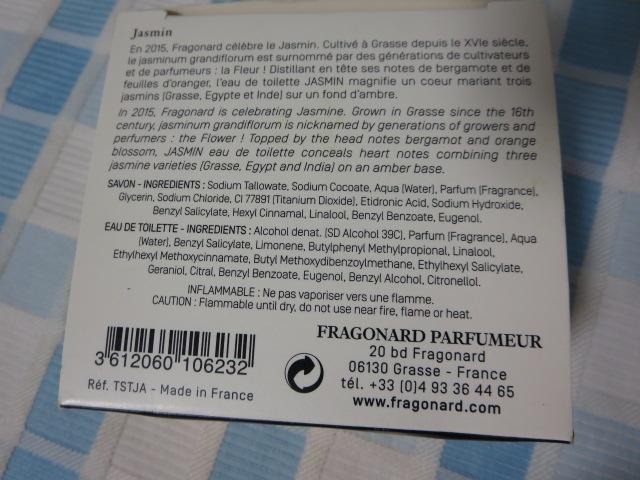 Jasmin
En 2015, Fragonard célèbre le Jasmin. Cultivé à Grasse depuis le XVIe siècle,
le jasminum grandiflorum est surnommé par des générations de cultivateurs
et de parfumeurs : la Fleur ! Distillant en tête ses notes de bergamote et de
feuilles d'oranger, l'eau de toilette JASMIN magnifie un coeur mariant trois
jasmins (Grasse, Egypte et Inde) sur un fond d'ambre.
In 2015, Fragonard is celebrating Jasmine. Grown in Grasse since the 16th
century, jasminum grandiflorum is nicknamed by generations of growers and
perfumers : the Flower ! Topped by the head notes bergamot and orange
blossom, JASMIN eau de toilette conceals heart notes combining three
jasmine varieties (Grasse, Egypt and India) on an amber base.
SAVON - INGREDIENTS : Sodium Tallowate, Sodium Cocoate, Aqua (Water), Parfum (Fragrance),
Glycerin, Sodium Chloride, CI 77891 (Titanium Dioxide), Etidronic Acid, Sodium Hydroxide,
Benzyl Salicylate, Hexyl Cinnamal, Linalool, Benzyl Benzoate, Eugenol.
EAU DE TOILETTE - INGREDIENTS : Alcohol denat. (SD Alcohol 39C), Parfum (Fragrance), Aqua
(Water), Benzyl Salicylate, Limonene, Butylphenyl Methylpropional, Linalool,
Ethylhexyl Methoxycinnamate, Butyl Methoxydibenzoylmethane, Ethylhexyl Salicylate,
Geraniol, Citral, Benzyl Benzoate, Eugenol, Benzyl Alcohol, Citronellol.
INFLAMMABLE : Ne pas vaporiser vers une flamme.
CAUTION : Flammable until dry, do not use near fire, flame or heat.
3 612060 106232
Réf. TSTJA - Made in France
FRAGONARD PARFUMEUR
20 bd Fragonard
06130 Grasse - France
tél. +33 (0)4 93 36 44 65
www.fragonard.com